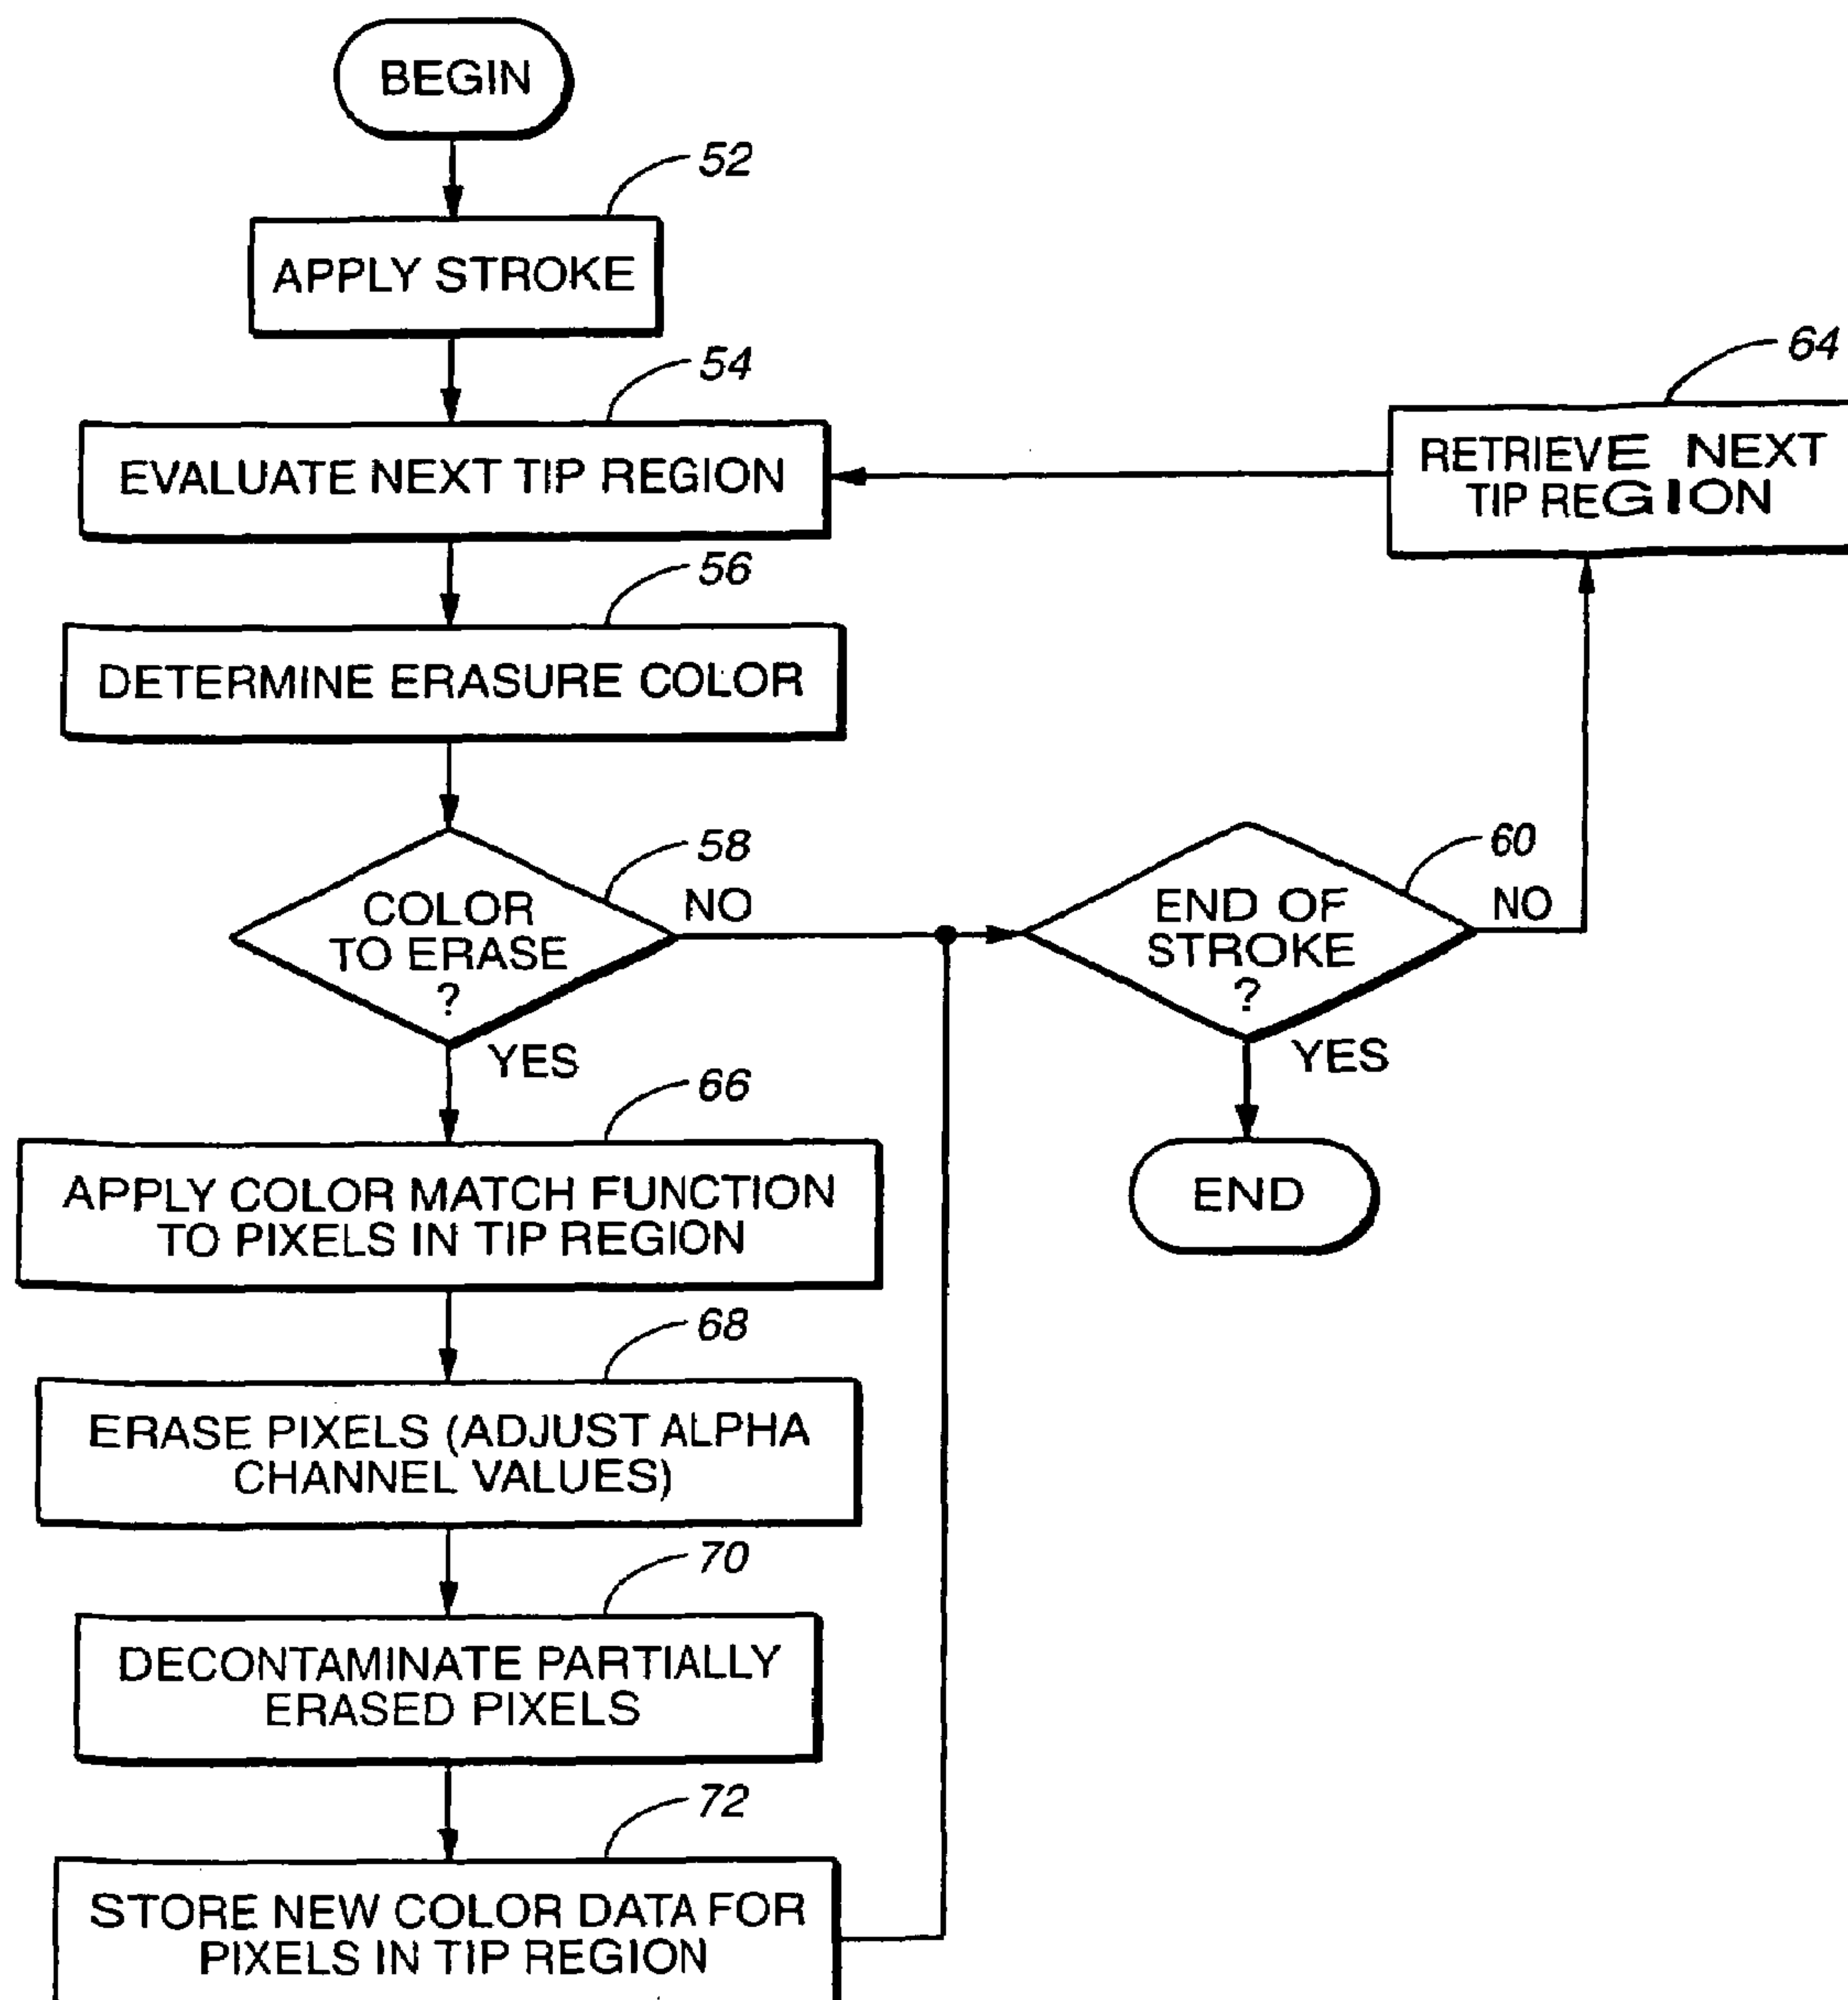 BEGIN
52
APPLY STROKE
54
EVALUATE NEXT TIP REGION
64
RETRIEVE NEXT
TIP REGION
56
DETERMINE ERASURE COLOR
58
COLOR
TO ERASE
?
NO
YES
60
END OF
STROKE
?
NO
YES
END
66
APPLY COLOR MATCH FUNCTION
TO PIXELS IN TIP REGION
68
ERASE PIXELS (ADJUST ALPHA
CHANNEL VALUES)
70
DECONTAMINATE PARTIALLY
ERASED PIXELS
72
STORE NEW COLOR DATA FOR
PIXELS IN TIP REGION